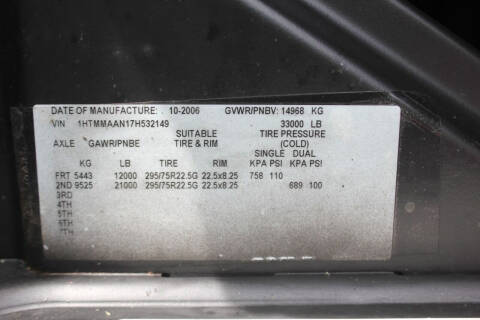 DATE OF MANUFACTURE: 10-2006 GVWR/PNBV: 14968 KG
VIN 1HTMMAAN17H532149 33000 LB
SUITABLE TIRE PRESSURE
AXLE GAWR/PNBE TIRE & RIM (COLD)
SINGLE DUAL
KG LB TIRE RIM KPA PSI KPA PSI
FRT 5443 12000 295/75R22.5G 22.5x8.25 758 110
2ND 9525 21000 295/75R22.5G 22.5x8.25 689 100
3RD
4TH
5TH
6TH
7TH